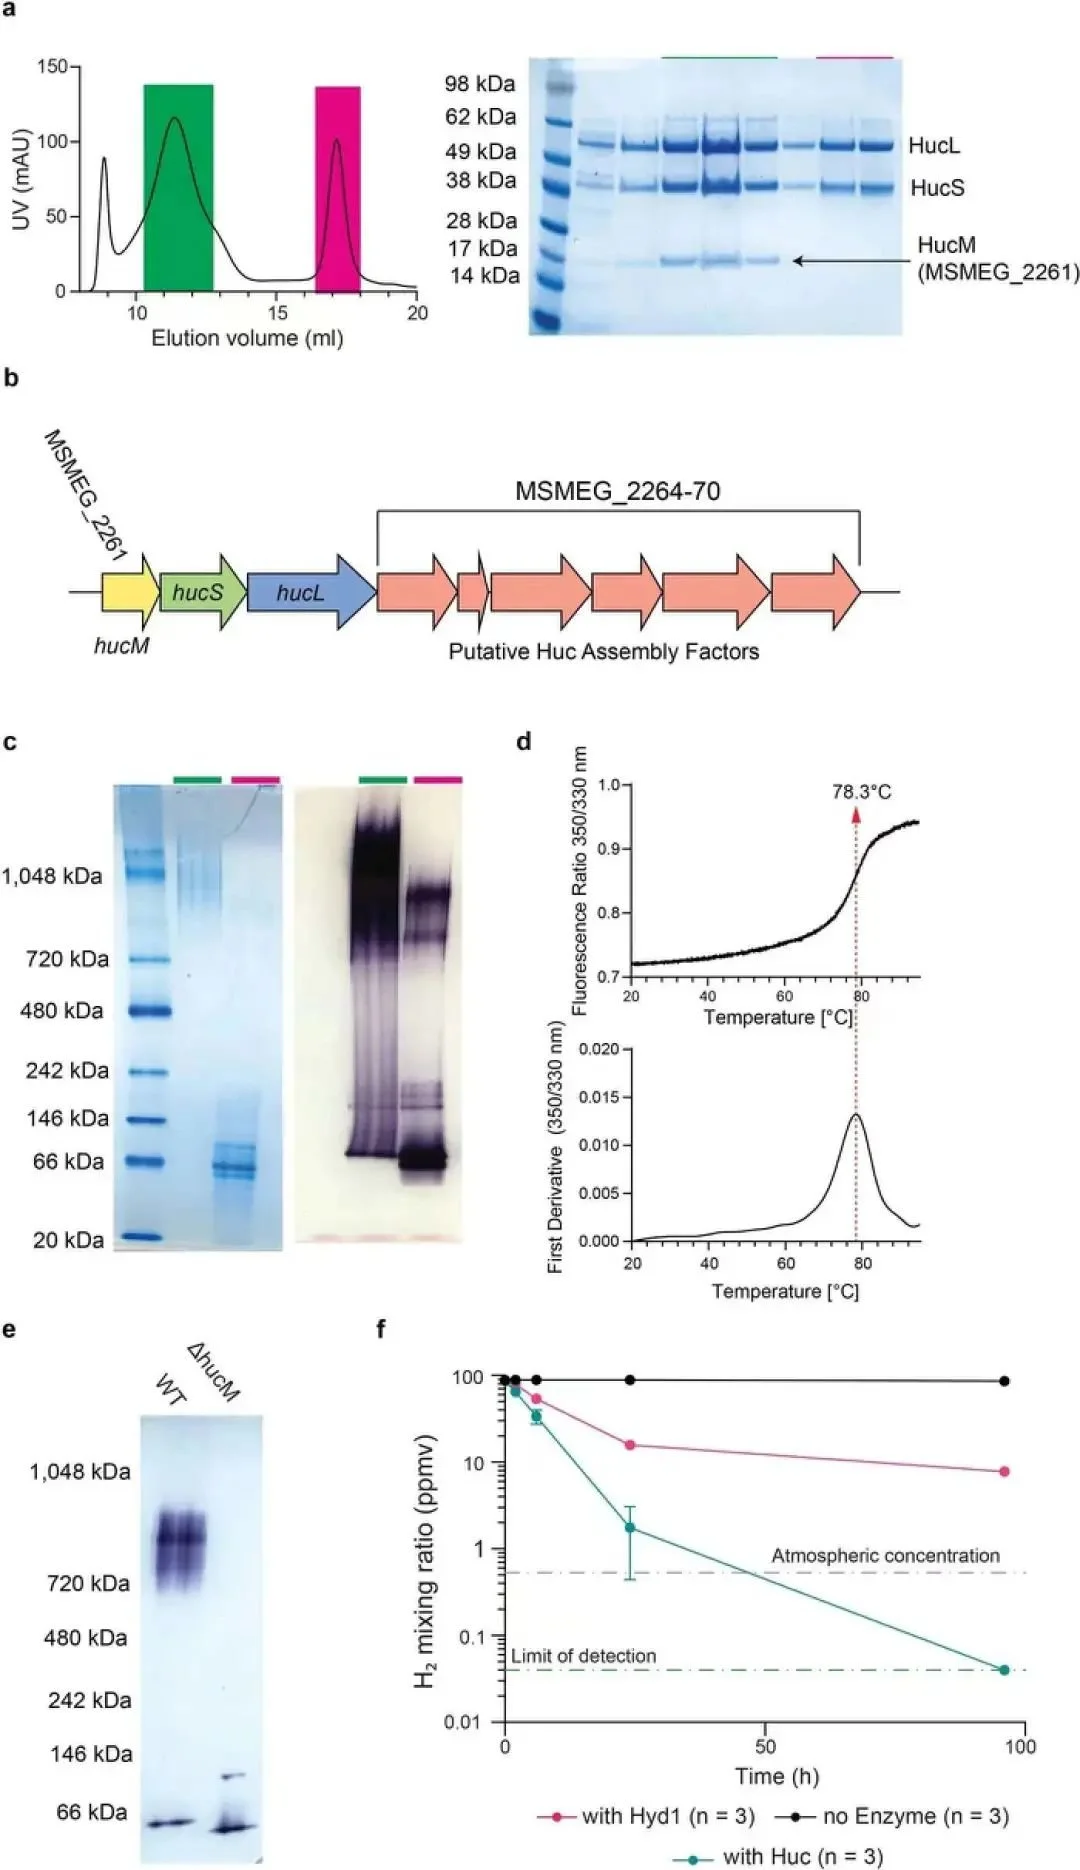 a
150
100
50
0
UV (mAU)
10
15
20
Elution volume (ml)
98 kDa
62 kDa
49 kDa
38 kDa
28 kDa
17 kDa
14 kDa
HucL
HucS
HucM
(MSMEG_2261)
b
MSMEG_2261
MSMEG_2264-70
hucS
hucL
hucM
Putative Huc Assembly Factors
c
1,048 kDa
720 kDa
480 kDa
242 kDa
146 kDa
66 kDa
20 kDa
d
Fluorescence Ratio 350/330 nm
1.0
0.9
0.8
0.7
78.3°C
20
40
60
80
Temperature [°C]
First Derivative (350/330 nm)
0.020
0.015
0.010
0.005
0.000
20
40
60
80
Temperature [°C]
e
WT
ΔhucM
1,048 kDa
720 kDa
480 kDa
242 kDa
146 kDa
66 kDa
f
H₂ mixing ratio (ppmv)
100
10
1
0.1
0.01
Atmospheric concentration
Limit of detection
0
50
100
Time (h)
with Hyd1 (n = 3)
no Enzyme (n = 3)
with Huc (n = 3)